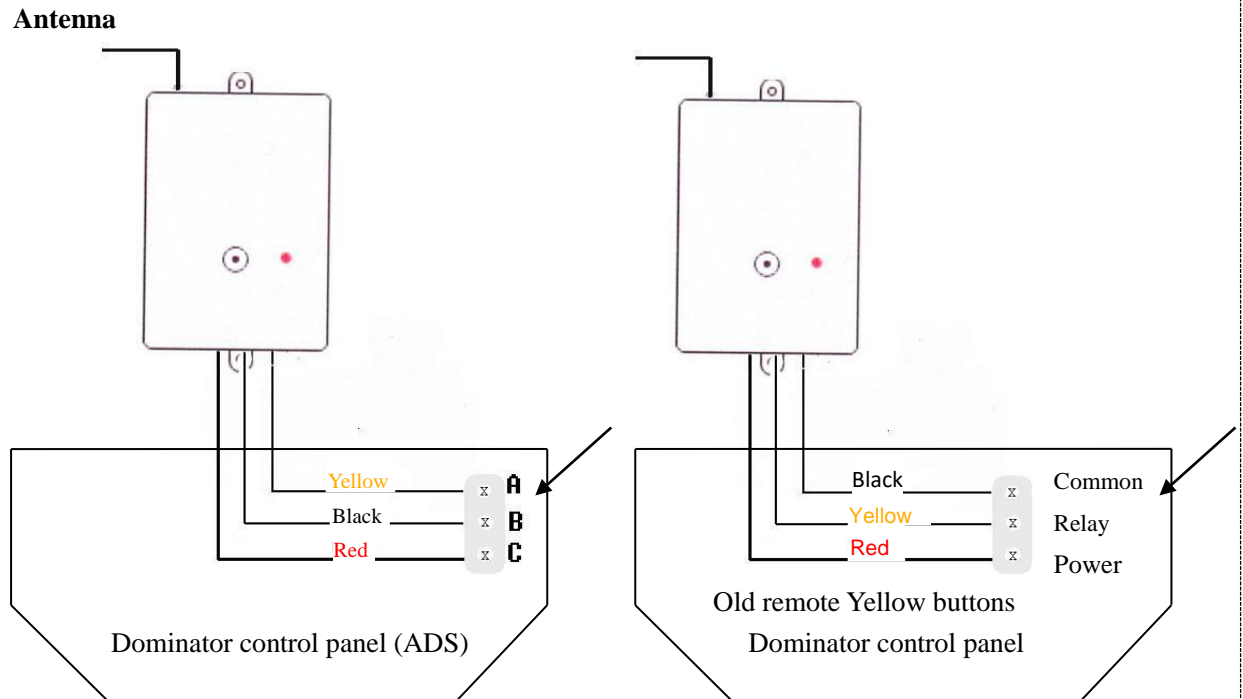 Antenna
Yellow
x A
Black
x B
Red
x C
Dominator control panel (ADS)
Black
x Common
Yellow
x Relay
Red
x Power
Old remote Yellow buttons
Dominator control panel